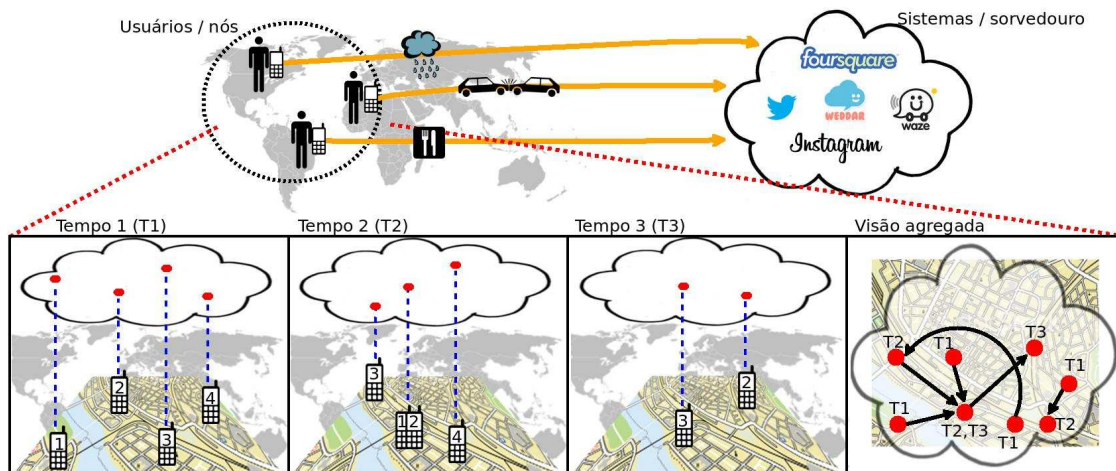 Usuários / nós
Sistemas / sorvedouro
foursquare
WEDDAR
waze
Instagram
Tempo 1 (T1)
Tempo 2 (T2)
Tempo 3 (T3)
Visão agregada
1
2
3
4
3
1 2
4
3
2
T2
T1
T3
T1
T1
T2,T3
T1
T2